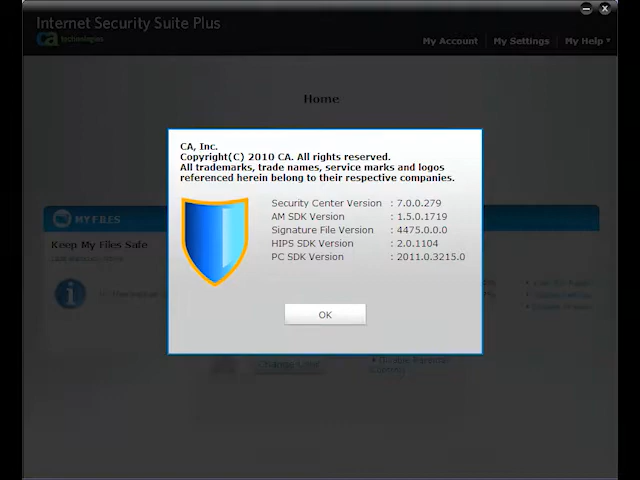 Internet Security Suite Plus
ca technologies
My Account | My Settings | My Help
Home
CA, Inc.
Copyright(C) 2010 CA. All rights reserved.
All trademarks, trade names, service marks and logos
referenced herein belong to their respective companies.
Security Center Version : 7.0.0.279
AM SDK Version : 1.5.0.1719
Signature File Version : 4475.0.0.0
HIPS SDK Version : 2.0.1104
PC SDK Version : 2011.0.3215.0
OK
MY FILES
Keep My Files Safe